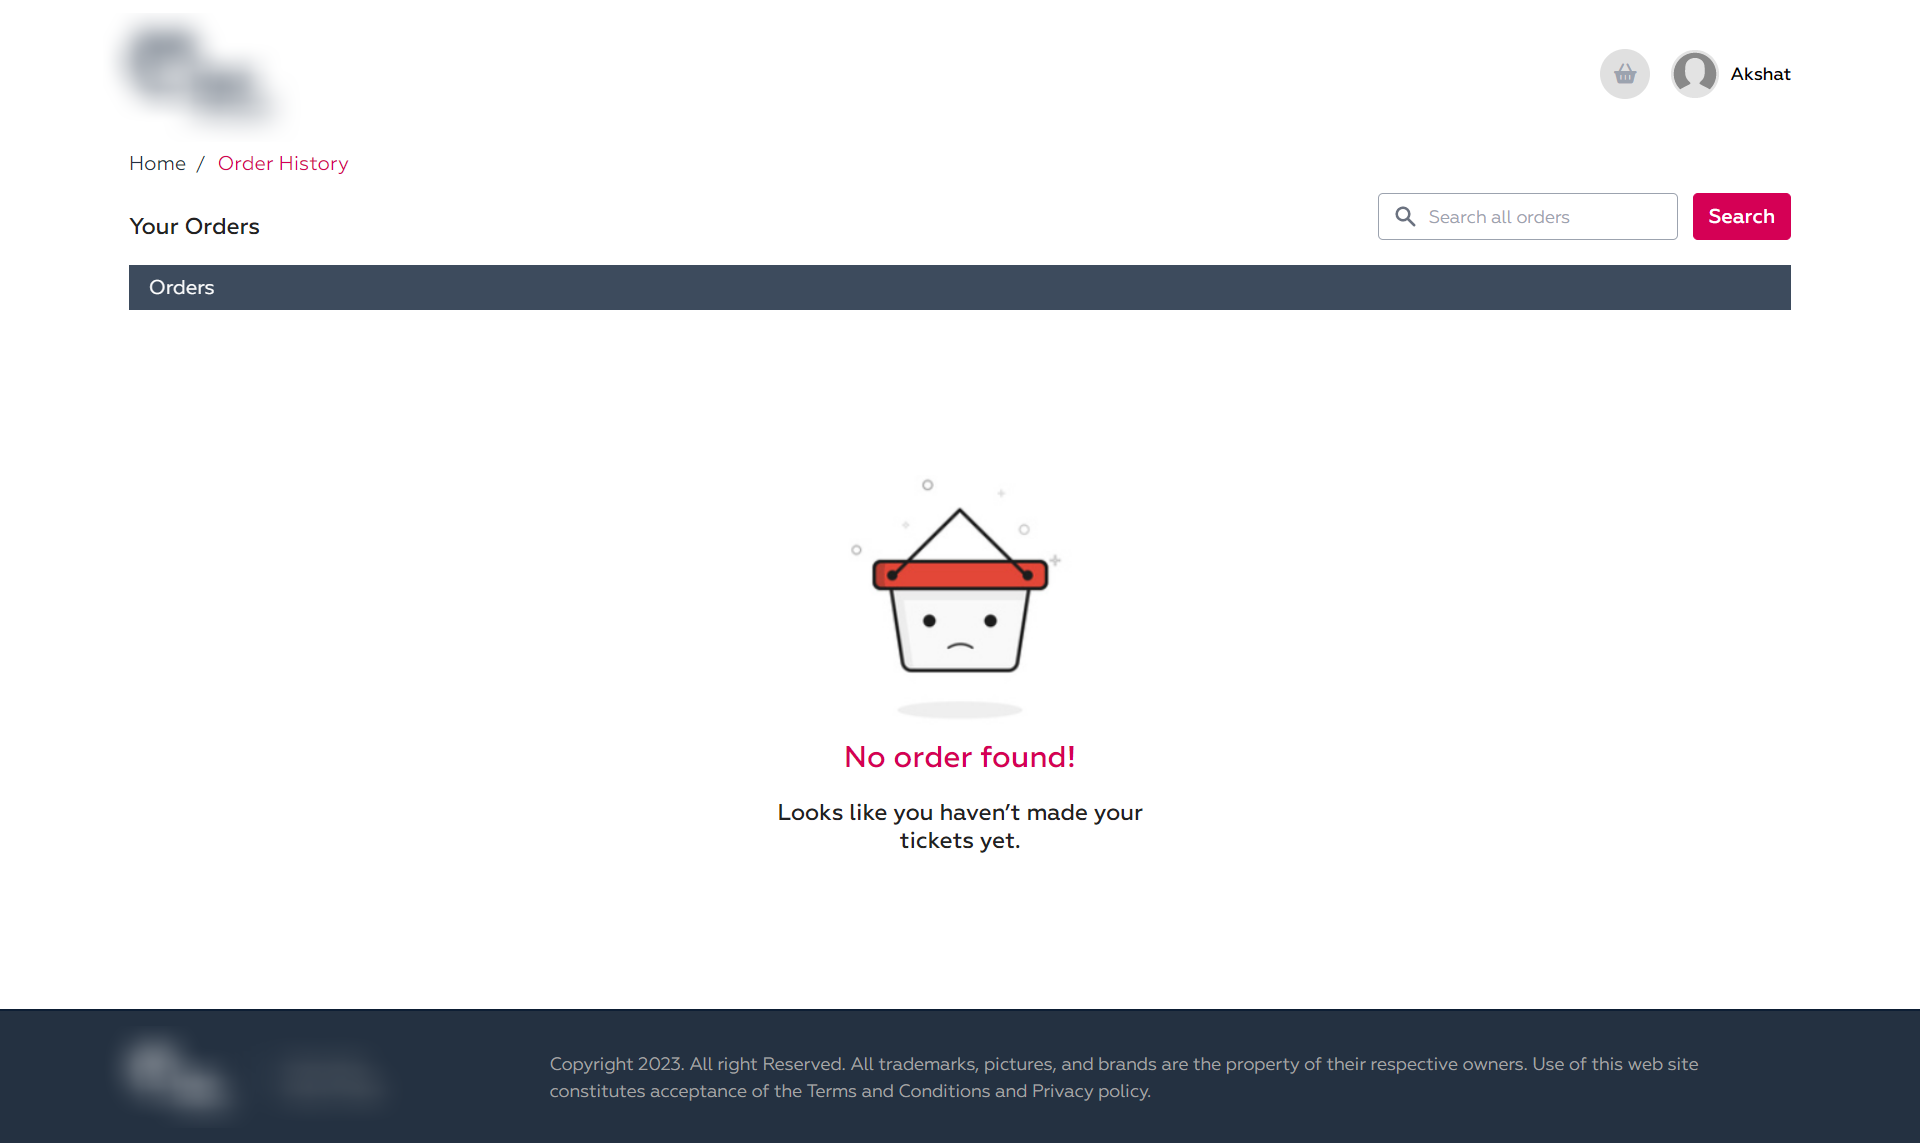 Akshat
Home / Order History
Your Orders
Search all orders
Search
Orders
No order found!
Looks like you haven’t made your
tickets yet.
Copyright 2023. All right Reserved. All trademarks, pictures, and brands are the property of their respective owners. Use of this web site
constitutes acceptance of the Terms and Conditions and Privacy policy.